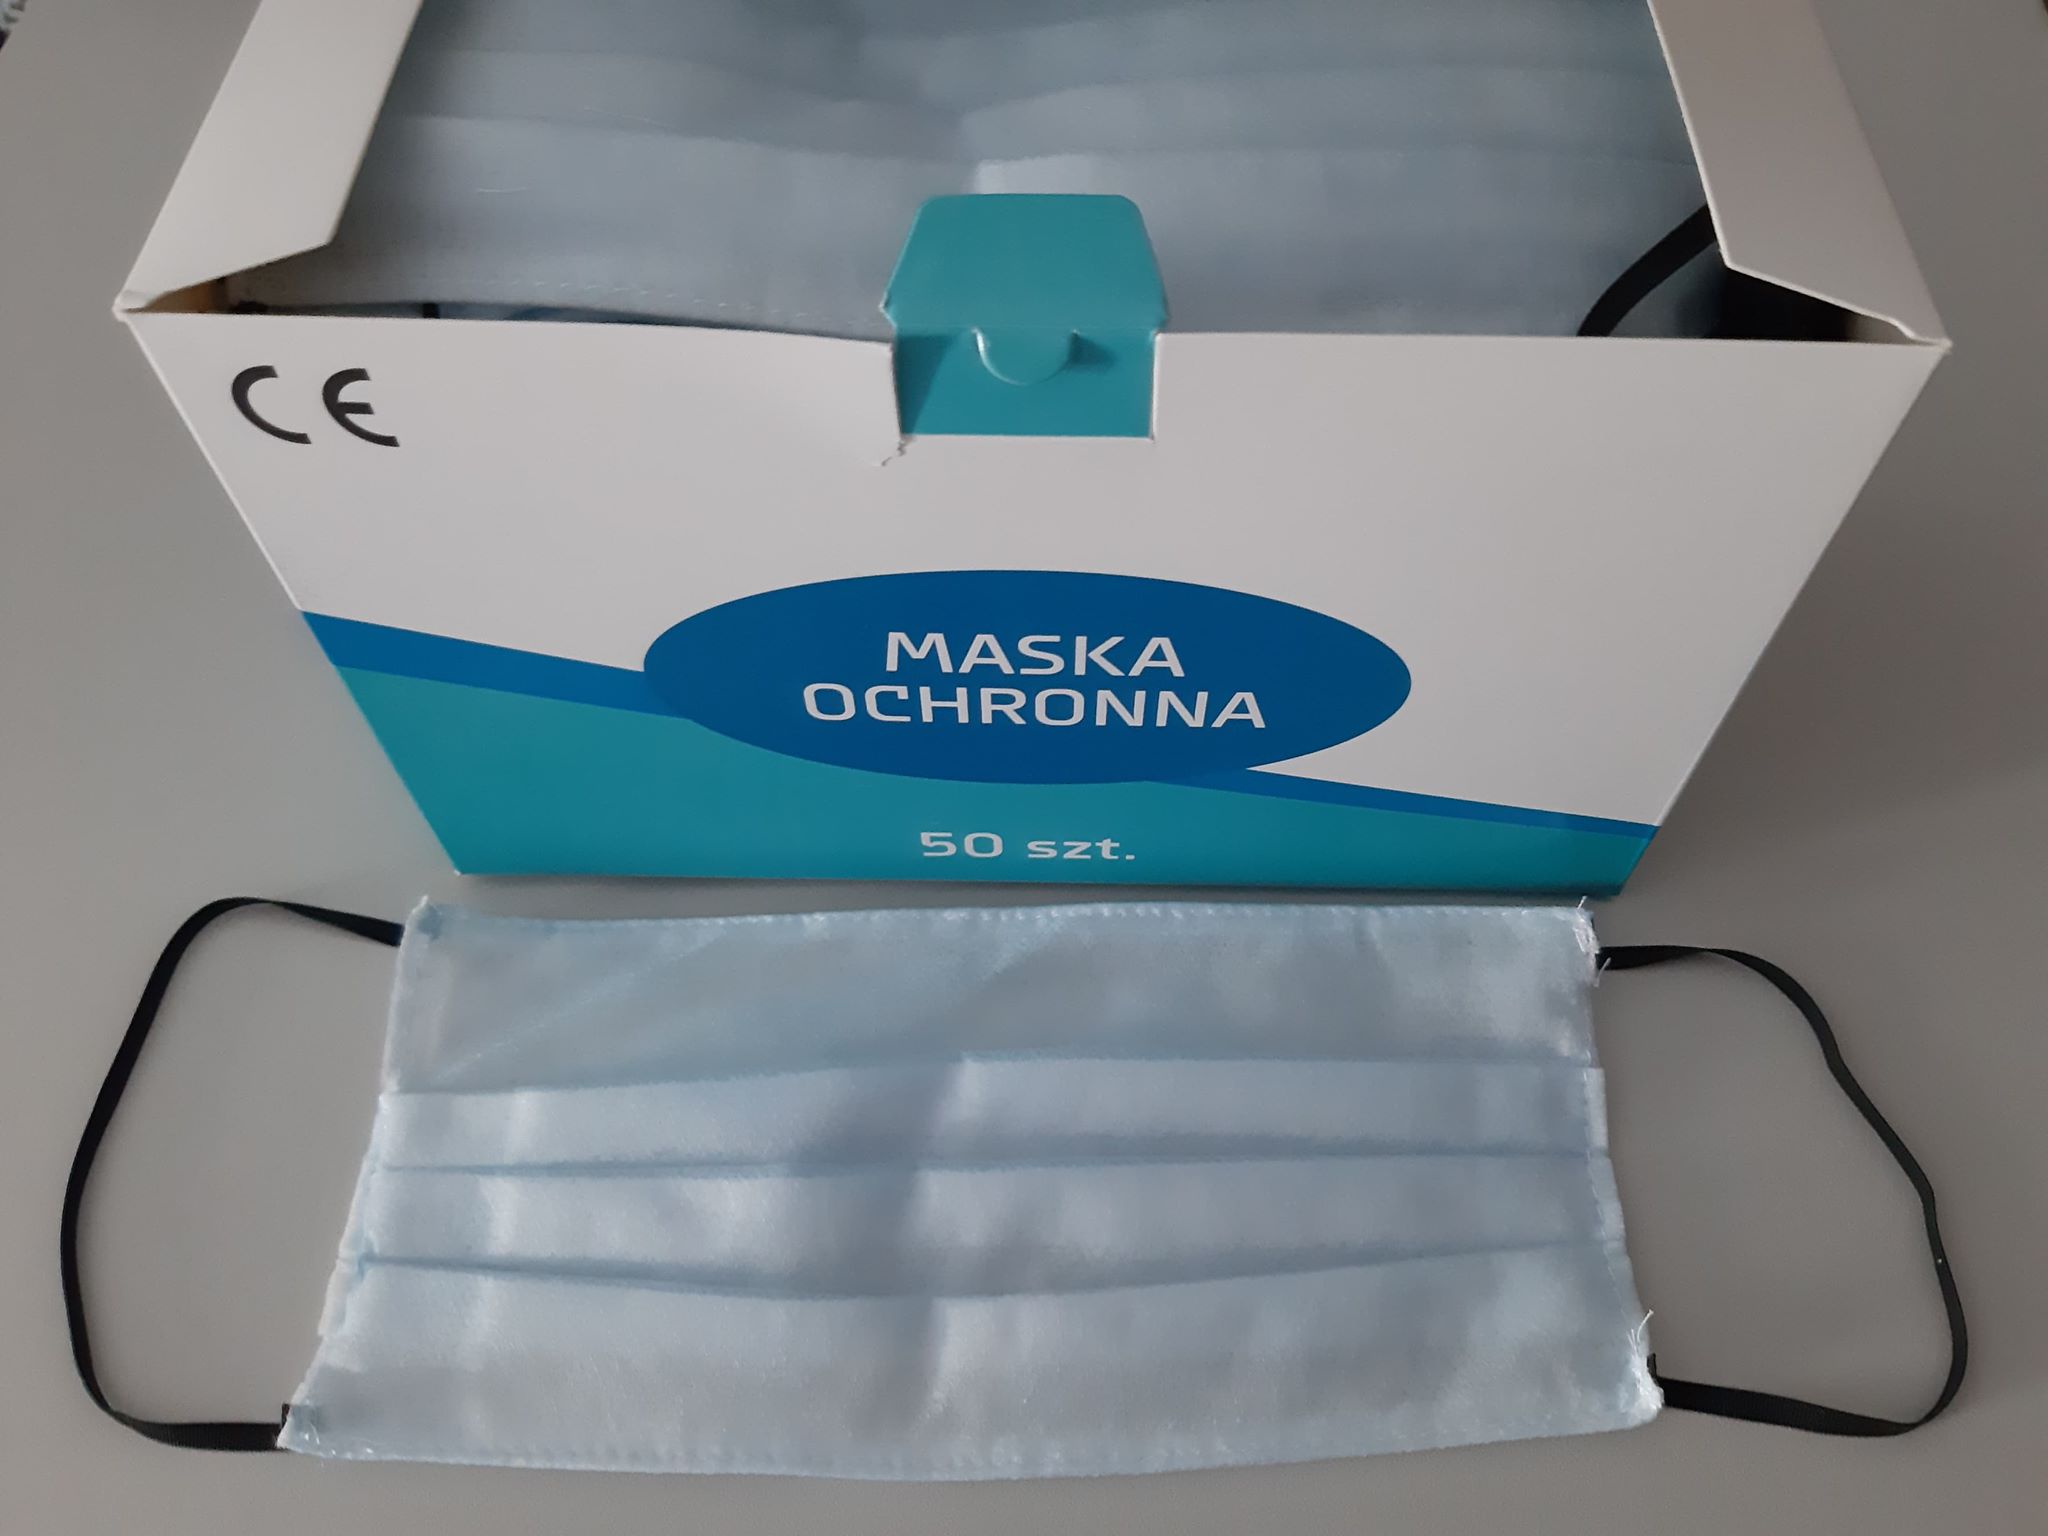 CE
MASKA
OCHRONNA
50 szt.